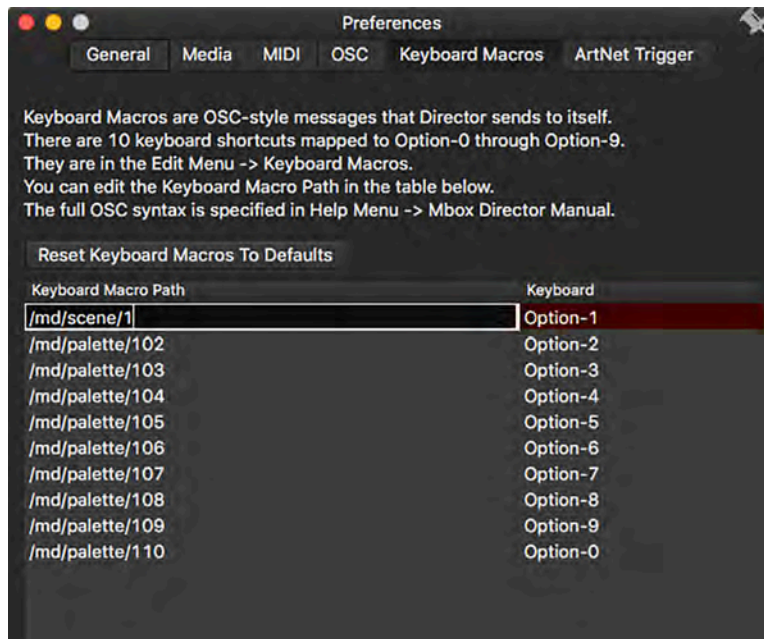 Preferences
General Media MIDI OSC Keyboard Macros ArtNet Trigger
Keyboard Macros are OSC-style messages that Director sends to itself.
There are 10 keyboard shortcuts mapped to Option-0 through Option-9.
They are in the Edit Menu -> Keyboard Macros.
You can edit the Keyboard Macro Path in the table below.
The full OSC syntax is specified in Help Menu -> Mbox Director Manual.
Reset Keyboard Macros To Defaults
Keyboard Macro Path Keyboard
/md/scene/1 Option-1
/md/palette/102 Option-2
/md/palette/103 Option-3
/md/palette/104 Option-4
/md/palette/105 Option-5
/md/palette/106 Option-6
/md/palette/107 Option-7
/md/palette/108 Option-8
/md/palette/109 Option-9
/md/palette/110 Option-0